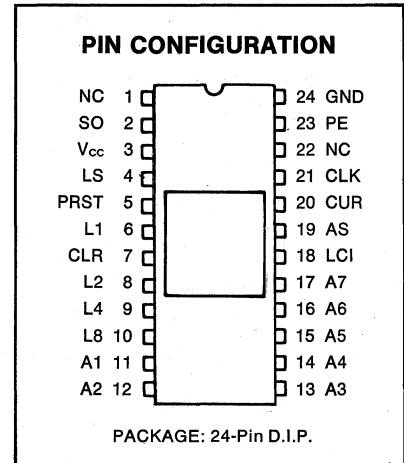 PIN CONFIGURATION
NC 1 24 GND
SO 2 23 PE
Vcc 3 22 NC
LS 4 21 CLK
PRST 5 20 CUR
L1 6 19 AS
CLR 7 18 LCI
L2 8 17 A7
L4 9 16 A6
L8 10 15 A5
A1 11 14 A4
A2 12 13 A3
PACKAGE: 24-Pin D.I.P.